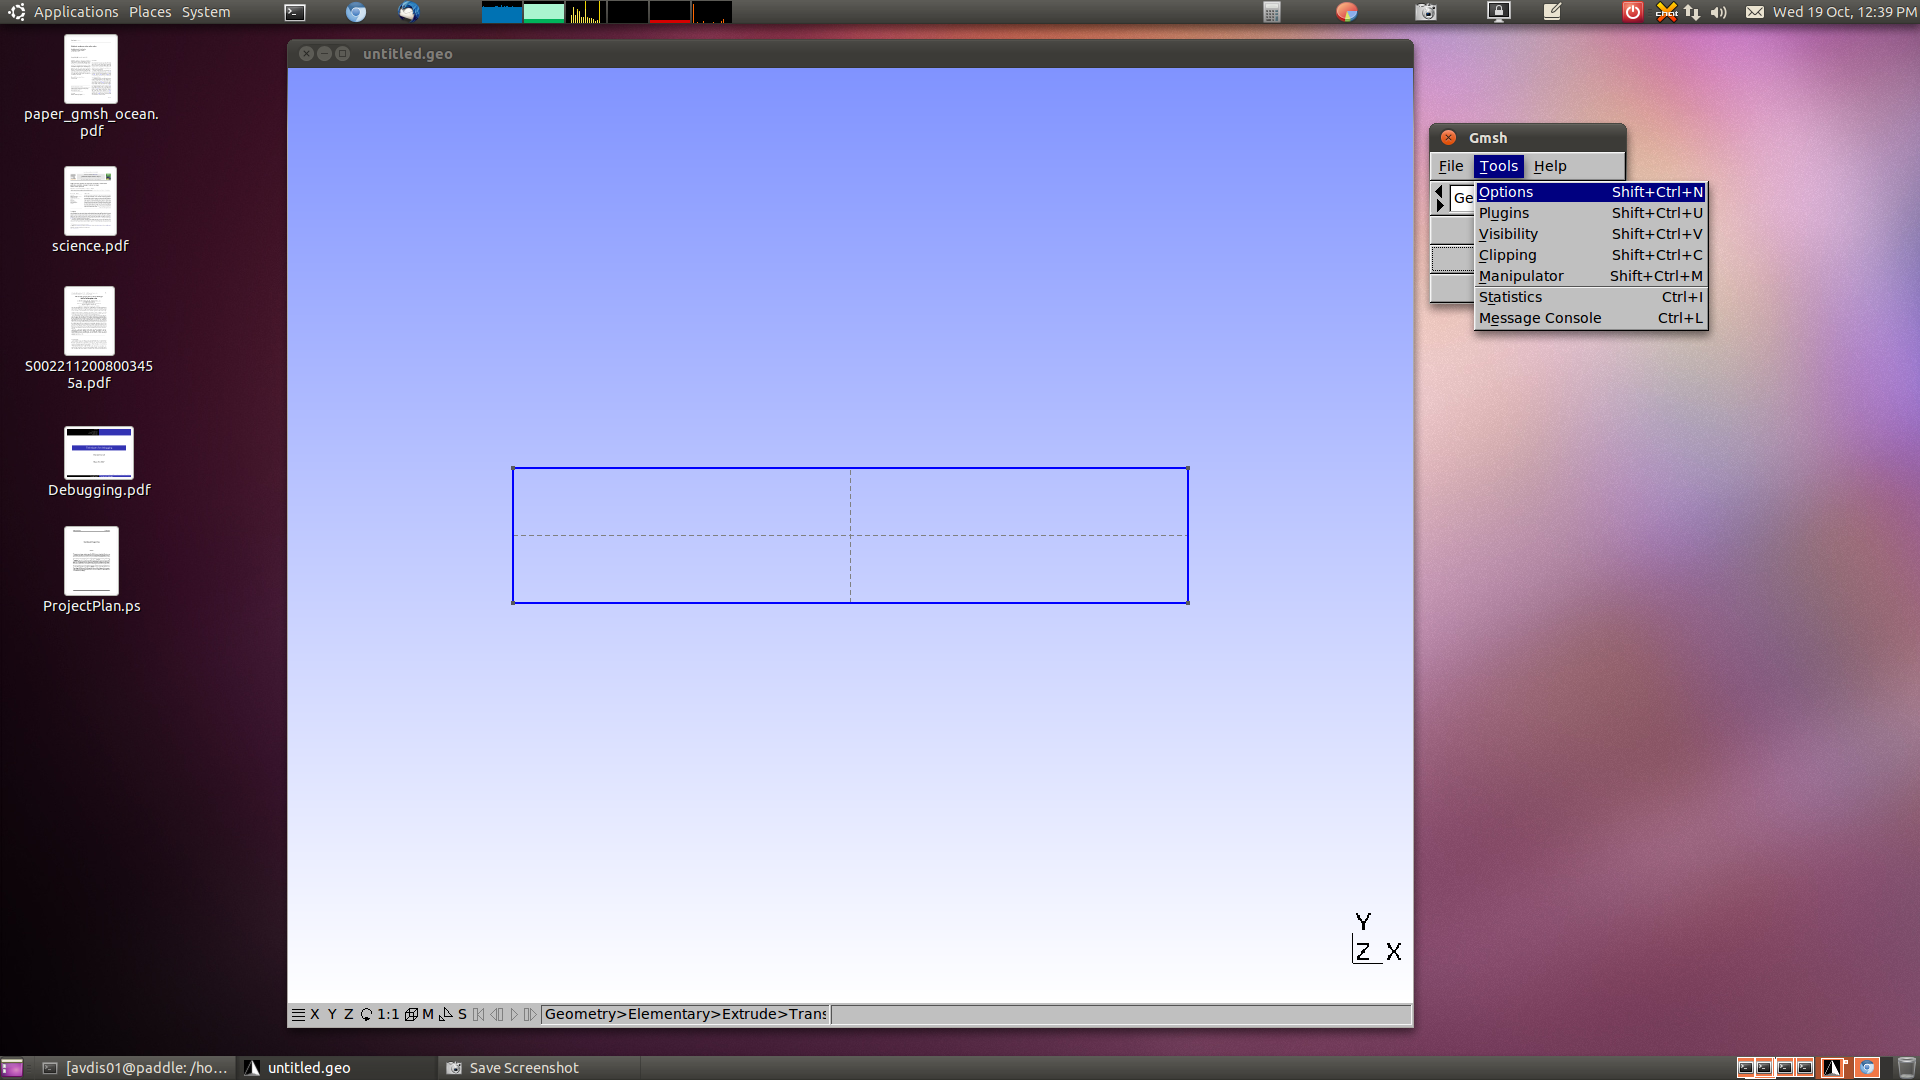 Applications Places System
Wed 19 Oct, 12:39 PM
paper_gmsh_ocean.
pdf
science.pdf
S002211200800345
5a.pdf
Debugging.pdf
ProjectPlan.ps
untitled.geo
Y
Z X
X Y Z 1:1 M S
Geometry>Elementary>Extrude>Trans
Gmsh
File Tools Help
Ge
Options Shift+Ctrl+N
Plugins Shift+Ctrl+U
Visibility Shift+Ctrl+V
Clipping Shift+Ctrl+C
Manipulator Shift+Ctrl+M
Statistics Ctrl+I
Message Console Ctrl+L
[avdis01@paddle: /ho...
untitled.geo
Save Screenshot